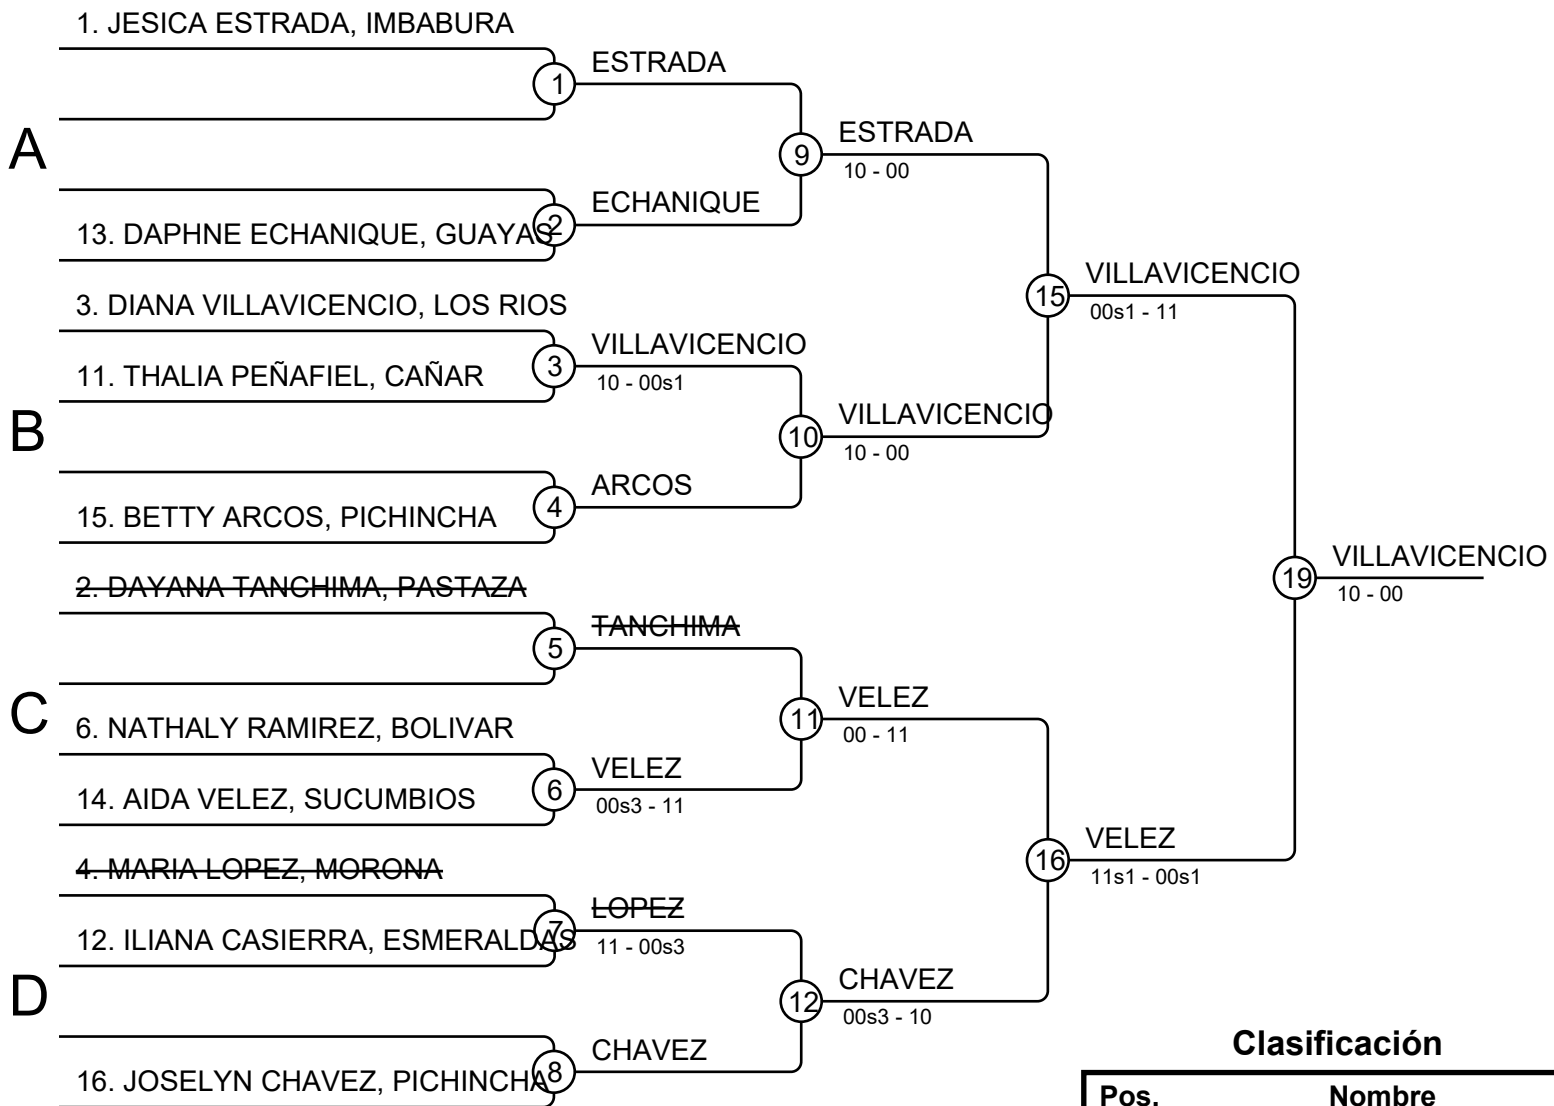 1. JESICA ESTRADA, IMBABURA
1
ESTRADA
A
9
ESTRADA
10 - 00
13. DAPHNE ECHANIQUE, GUAYAS
2
ECHANIQUE
3. DIANA VILLAVICENCIO, LOS RIOS
15
VILLAVICENCIO
00s1 - 11
11. THALIA PEÑAFIEL, CAÑAR
3
VILLAVICENCIO
10 - 00s1
B
10
VILLAVICENCIO
10 - 00
15. BETTY ARCOS, PICHINCHA
4
ARCOS
2. DAYANA TANCHIMA, PASTAZA
19
VILLAVICENCIO
10 - 00
5
TANCHIMA
C
6. NATHALY RAMIREZ, BOLIVAR
11
VELEZ
00 - 11
14. AIDA VELEZ, SUCUMBIOS
6
VELEZ
00s3 - 11
4. MARIA LOPEZ, MORONA
16
VELEZ
11s1 - 00s1
12. ILIANA CASIERRA, ESMERALDAS
7
LOPEZ
11 - 00s3
D
12
CHAVEZ
00s3 - 10
16. JOSELYN CHAVEZ, PICHINCHA
8
CHAVEZ
Clasificación
Pos. Nombre